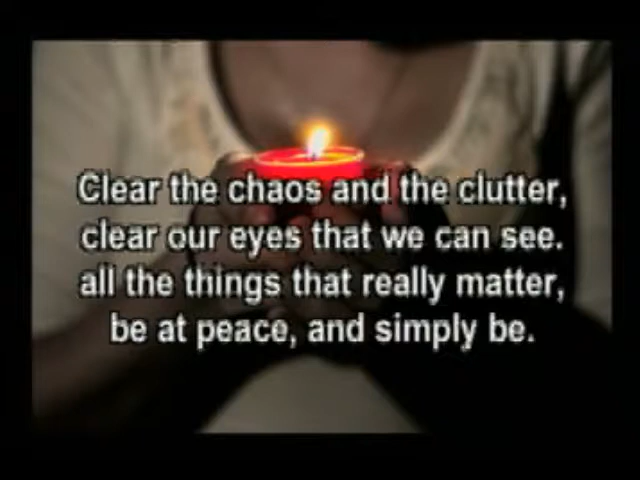 Clear the chaos and the clutter,
clear our eyes that we can see.
all the things that really matter,
be at peace, and simply be.